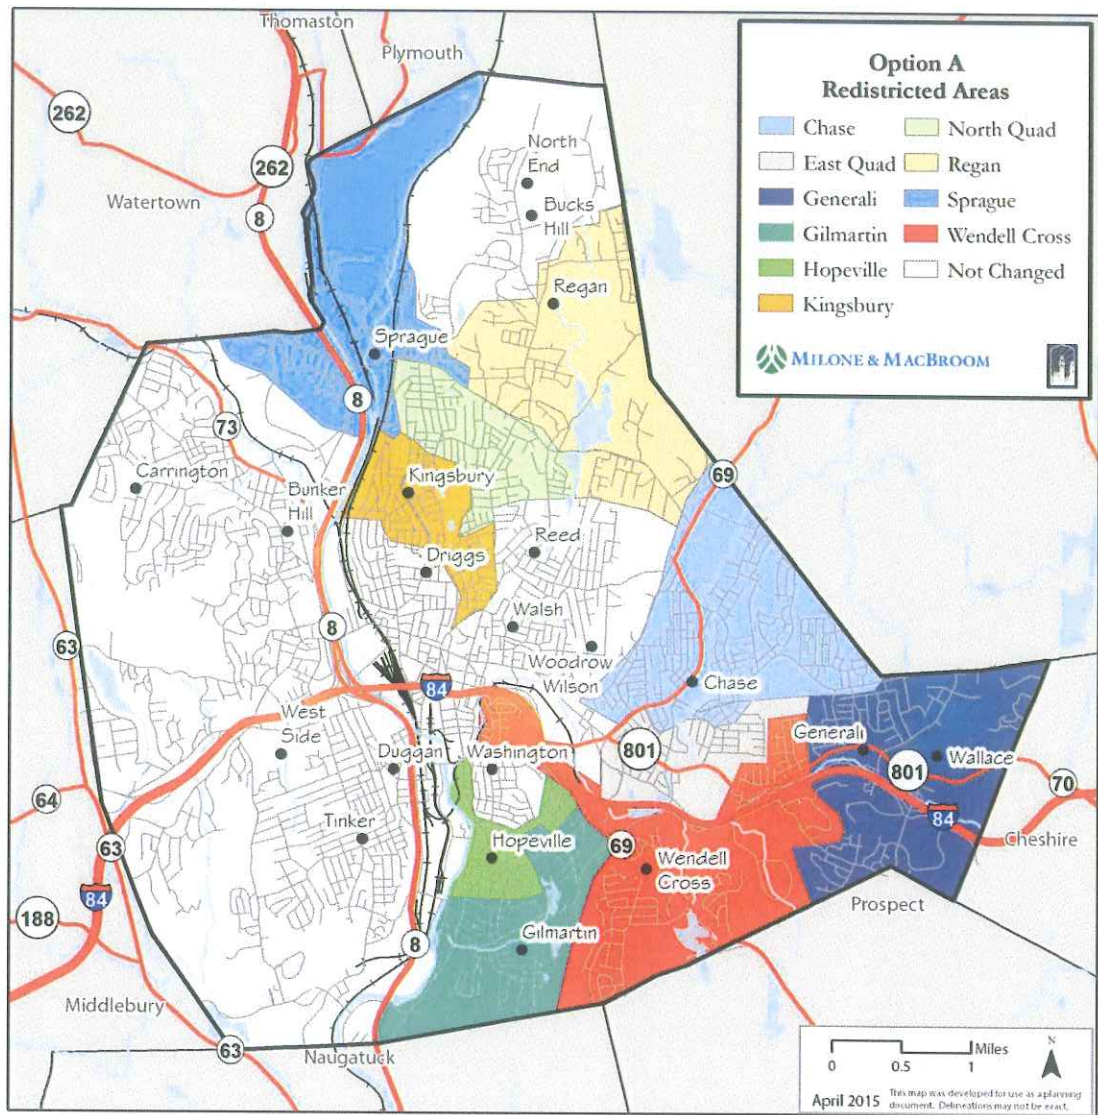 Thomaston
Plymouth
262
262
Watertown
8
Option A
Redistricted Areas
Chase
East Quad
Generali
Gilmartin
Hopeville
Kingsbury
North Quad
Regan
Sprague
Wendell Cross
Not Changed
MILONE & MACBROOM
North
End
Bucks
Hill
Regan
Sprague
8
73
Carrington
Bunker
Hill
Kingsbury
69
Driggs
Reed
Walsh
Woodrow
Wilson
63
8
84
Chase
West
Side
Duggan
Washington
801
Generali
801
Wallace
70
84
Cheshire
64
63
Tinker
Hopeville
69
Wendell
Cross
84
188
8
Gilmartin
Prospect
Middlebury
63
Naugatuck
0 0.5 1 Miles
N
April 2015
This map was developed for use as a planning
document. Delineations may not be exact.